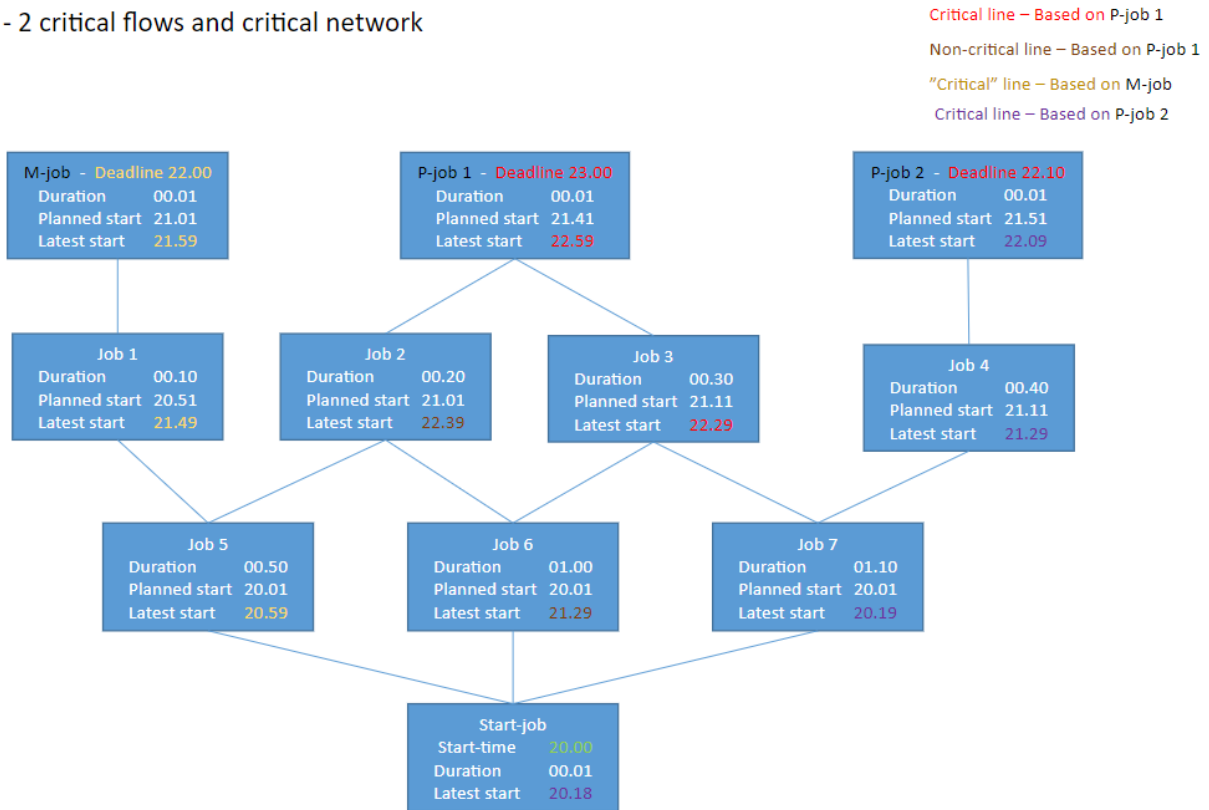 - 2 critical flows and critical network
Critical line – Based on P-job 1
Non-critical line – Based on P-job 1
”Critical” line – Based on M-job
Critical line – Based on P-job 2
M-job - Deadline 22.00
Duration 00.01
Planned start 21.01
Latest start 21.59
P-job 1 - Deadline 23.00
Duration 00.01
Planned start 21.41
Latest start 22.59
P-job 2 - Deadline 22.10
Duration 00.01
Planned start 21.51
Latest start 22.09
Job 1
Duration 00.10
Planned start 20.51
Latest start 21.49
Job 2
Duration 00.20
Planned start 21.01
Latest start 22.39
Job 3
Duration 00.30
Planned start 21.11
Latest start 22.29
Job 4
Duration 00.40
Planned start 21.11
Latest start 21.29
Job 5
Duration 00.50
Planned start 20.01
Latest start 20.59
Job 6
Duration 01.00
Planned start 20.01
Latest start 21.29
Job 7
Duration 01.10
Planned start 20.01
Latest start 20.19
Start-job
Start-time 20.00
Duration 00.01
Latest start 20.18